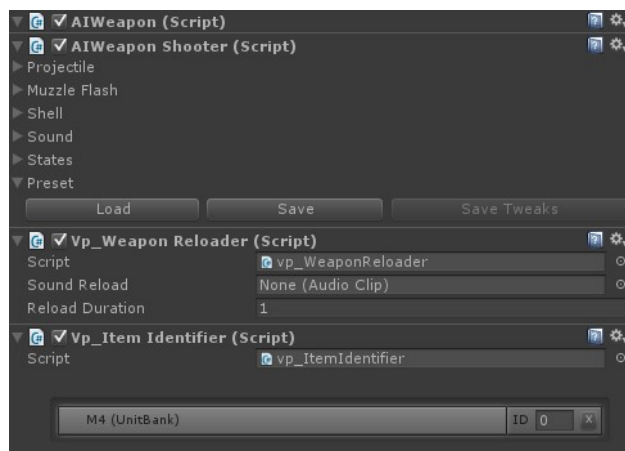 AIWeapon (Script)
AIWeapon Shooter (Script)
Projectile
Muzzle Flash
Shell
Sound
States
Preset
Load Save Save Tweaks
Vp_Weapon Reloader (Script)
Script vp_WeaponReloader
Sound Reload None (Audio Clip)
Reload Duration 1
Vp_Item Identifier (Script)
Script vp_ItemIdentifier
M4 (UnitBank) ID 0 X